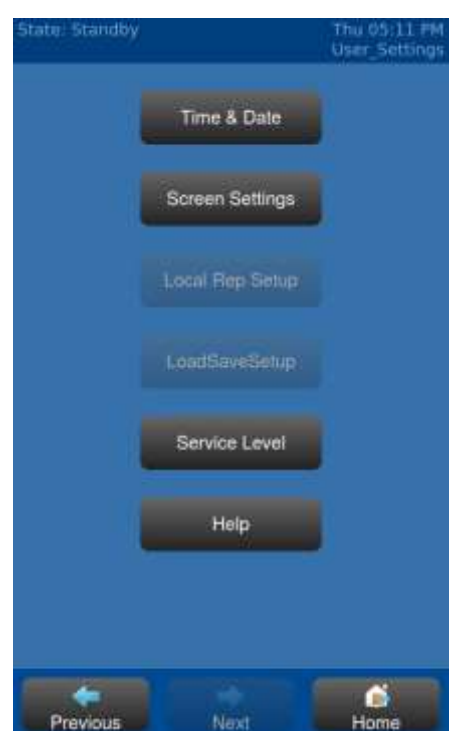 State: Standby
Thu 05:11 PM
User_Settings
Time & Date
Screen Settings
Local Rep Setup
LoadSaveSetup
Service Level
Help
Previous
Next
Home